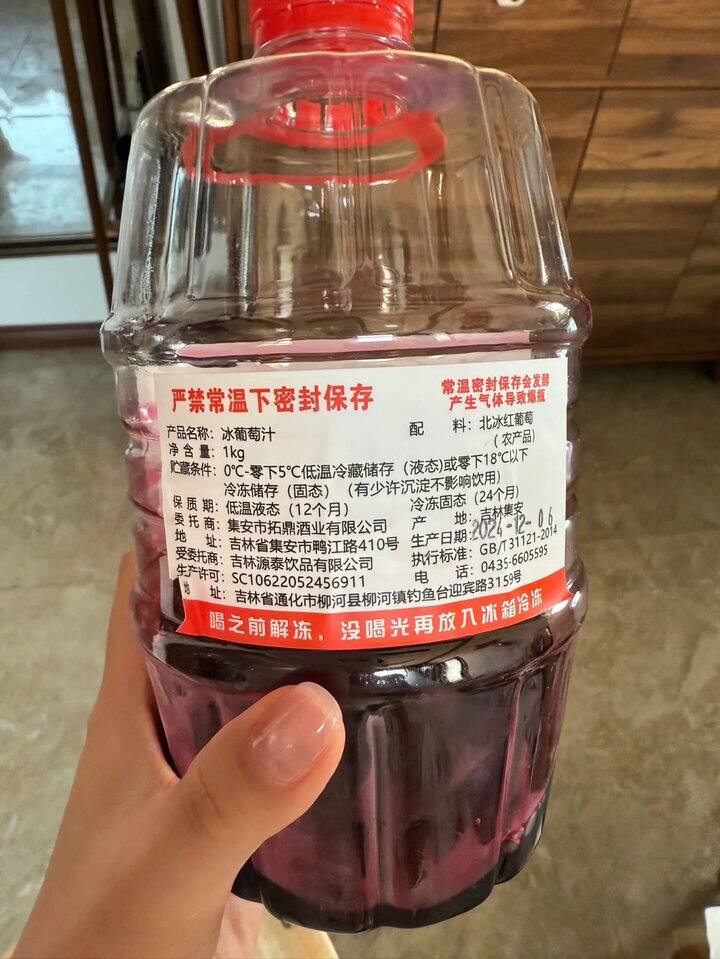 严禁常温下密封保存
常温密封保存会发酵
产生气体导致爆瓶
产品名称：冰葡萄汁
配 料：北冰红葡萄
（农产品）
净 含 量：1kg
贮藏条件：0℃-零下5℃低温冷藏储存（液态)或零下18℃以下
冷冻储存（固态）（有少许沉淀不影响饮用）
保 质 期：低温液态（12个月）
冷冻固态（24个月）
委 托 商：集安市拓鼎酒业有限公司
产 地：吉林集安
地 址：吉林省集安市鸭江路410号
生产日期：2024-12-06
受委托商：吉林源泰饮品有限公司
执行标准：GB/T31121-2014
生产许可：SC10622052456911
电 话：0435-6605595
地 址：吉林省通化市柳河县柳河镇钓鱼台迎宾路3159号
喝之前解冻，没喝光再放入冰箱冷冻